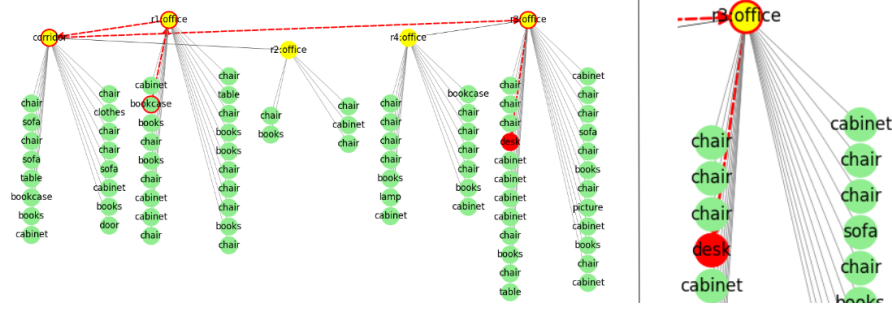 corridor
chair
sofa
chair
sofa
table
bookcase
books
cabinet
chair
clothes
chair
chair
sofa
cabinet
books
door
r1:office
cabinet
bookcase
books
chair
books
chair
cabinet
cabinet
chair
chair
table
chair
books
books
chair
chair
chair
books
chair
r2:office
chair
books
chair
cabinet
chair
r4:office
chair
chair
chair
chair
books
lamp
cabinet
bookcase
chair
chair
chair
chair
books
cabinet
r3:office
chair
chair
chair
desk
cabinet
cabinet
cabinet
cabinet
chair
books
chair
table
cabinet
chair
chair
sofa
chair
books
chair
picture
cabinet
books
chair
cabinet
r3:office
chair
chair
chair
desk
cabinet
cabinet
chair
chair
sofa
chair
books